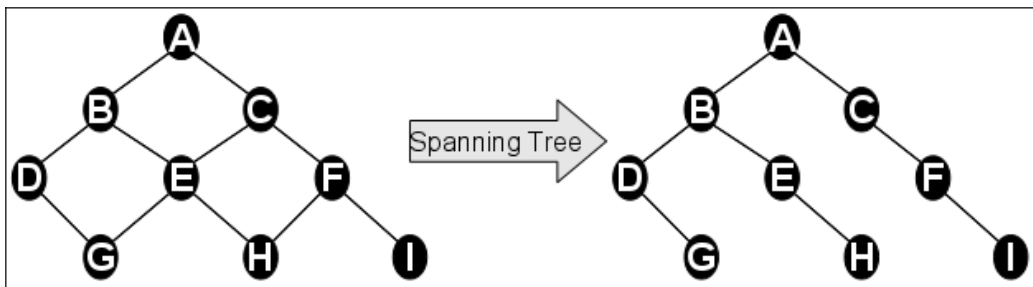 A A
B C B C
Spanning Tree
D E F D E F
G H I G H I